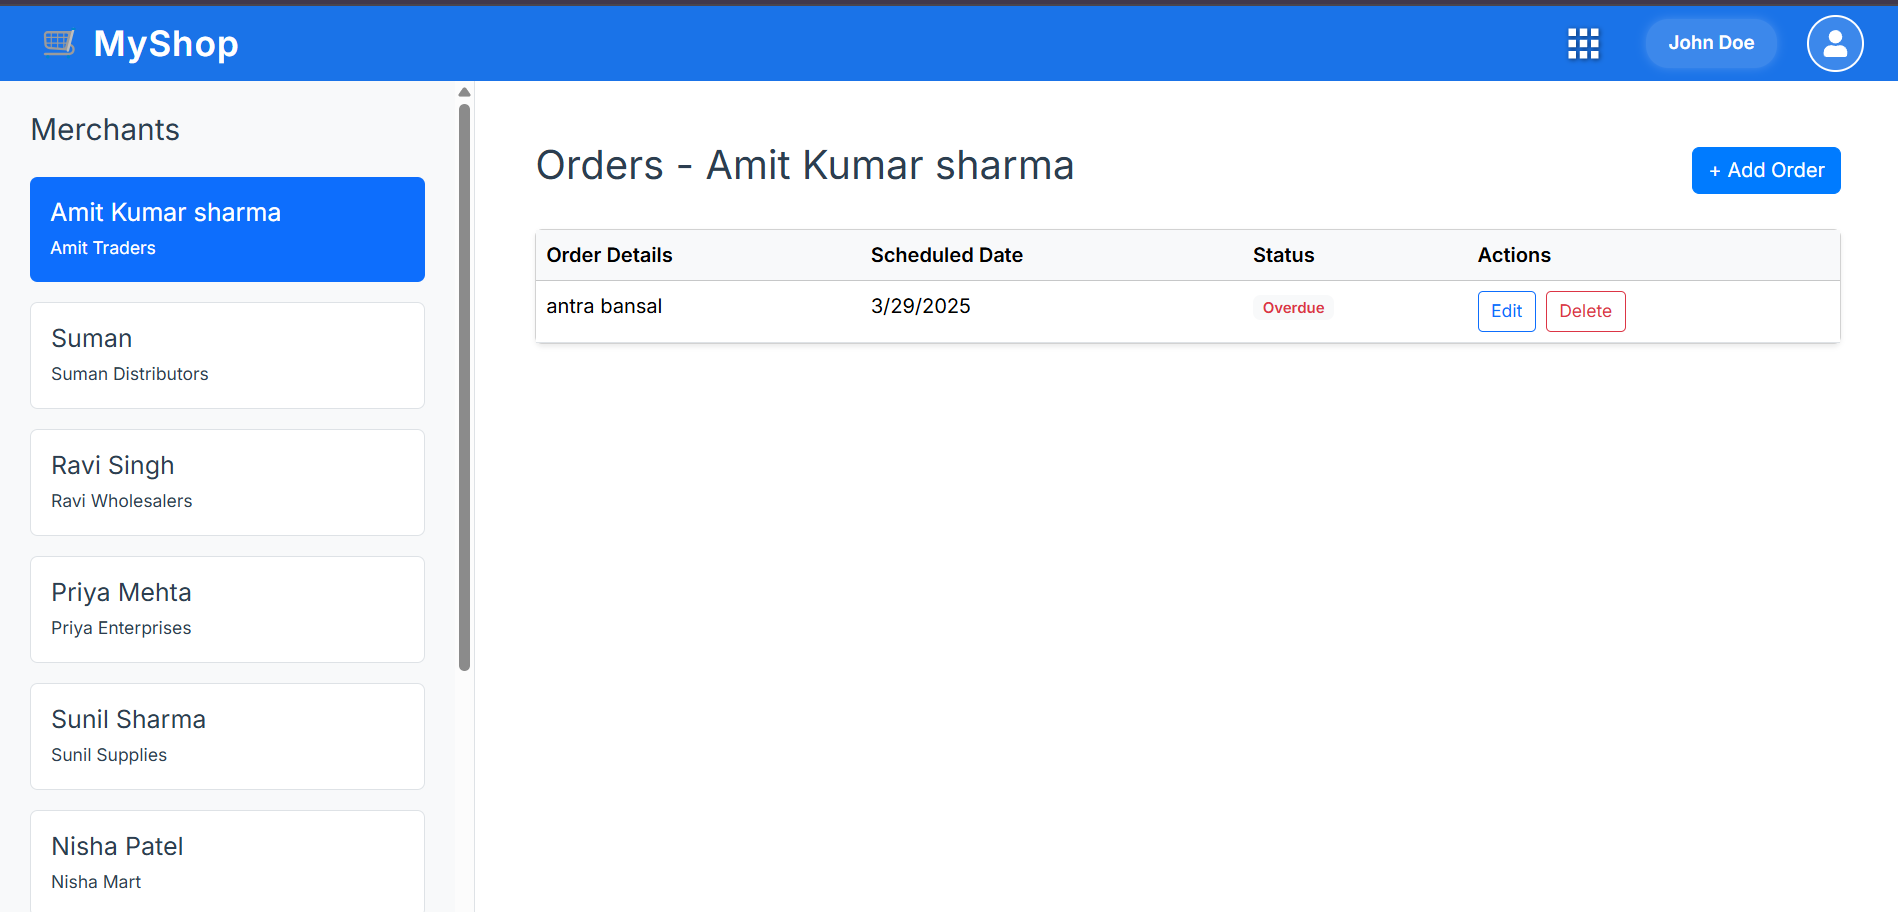 MyShop
John Doe
Merchants
Amit Kumar sharma
Amit Traders
Suman
Suman Distributors
Ravi Singh
Ravi Wholesalers
Priya Mehta
Priya Enterprises
Sunil Sharma
Sunil Supplies
Nisha Patel
Nisha Mart
Orders - Amit Kumar sharma
+ Add Order
Order Details Scheduled Date Status Actions
antra bansal 3/29/2025 Overdue Edit Delete